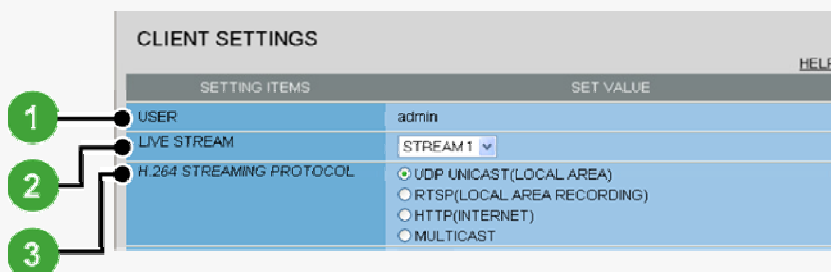 CLIENT SETTINGS
HELP
SETTING ITEMS SET VALUE
1 USER admin
2 LIVE STREAM STREAM 1
3 H.264 STREAMING PROTOCOL UDP UNICAST(LOCAL AREA)
RTSP(LOCAL AREA RECORDING)
HTTP(INTERNET)
MULTICAST